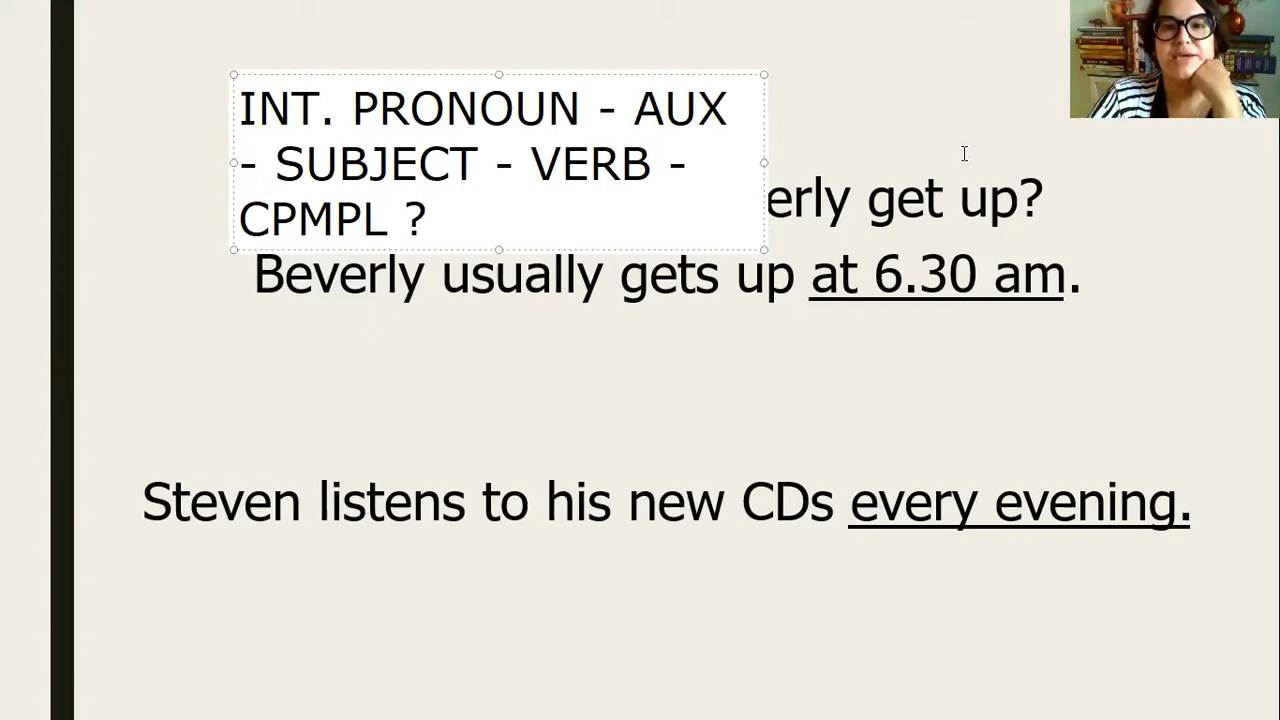 INT. PRONOUN - AUX
- SUBJECT - VERB -
CPMPL ?
erly get up?
Beverly usually gets up at 6.30 am.
Steven listens to his new CDs every evening.